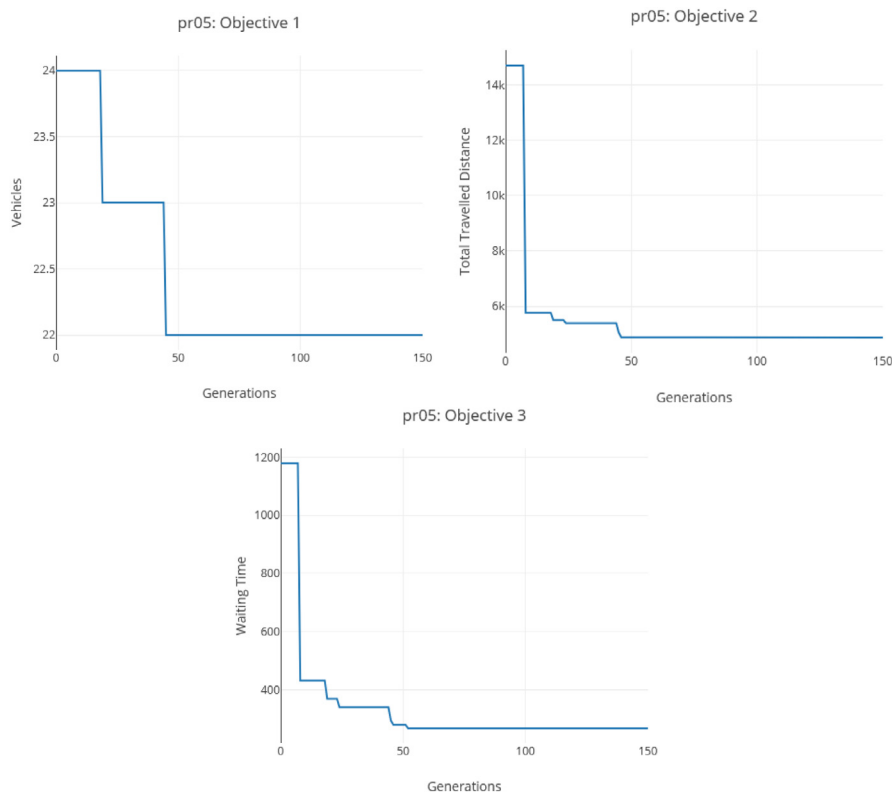 pr05: Objective 1
24
23.5
23
22.5
22
Vehicles
0 50 100 150
Generations
pr05: Objective 2
14k
12k
10k
8k
6k
Total Travelled Distance
0 50 100 150
Generations
pr05: Objective 3
1200
1000
800
600
400
Waiting Time
0 50 100 150
Generations